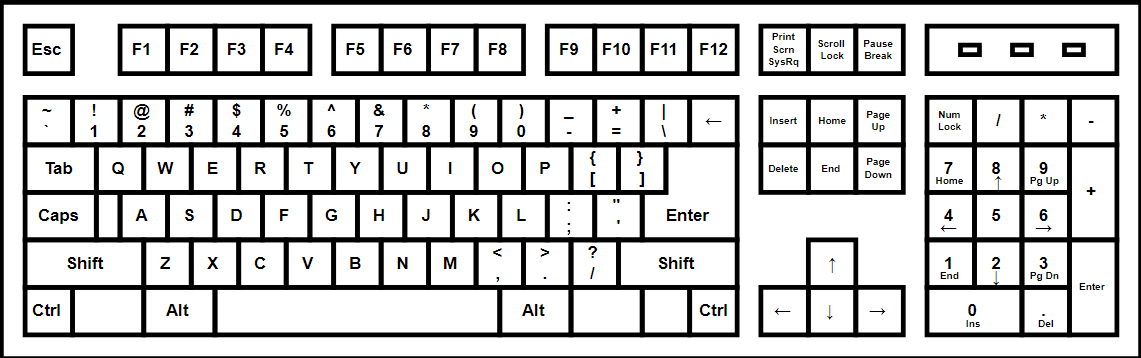 Esc F1 F2 F3 F4 F5 F6 F7 F8 F9 F10 F11 F12
Print
Scrn
SysRq
Scroll
Lock
Pause
Break
~ ! @ # $ % ^ & * ( ) _ + |
` 1 2 3 4 5 6 7 8 9 0 - = \ ←
Insert Home Page
Up
Num
Lock
/ * -
Tab Q W E R T Y U I O P { }
[ ]
Delete End Page
Down
7 8 9
Home ↑ Pg Up
+
Caps A S D F G H J K L : "
; '
Enter
4 5 6
← →
Shift Z X C V B N M < > ?
, . /
Shift
↑
1 2 3
End ↓ Pg Dn
Enter
Ctrl Alt Alt Ctrl
← ↓ →
0 .
Ins Del